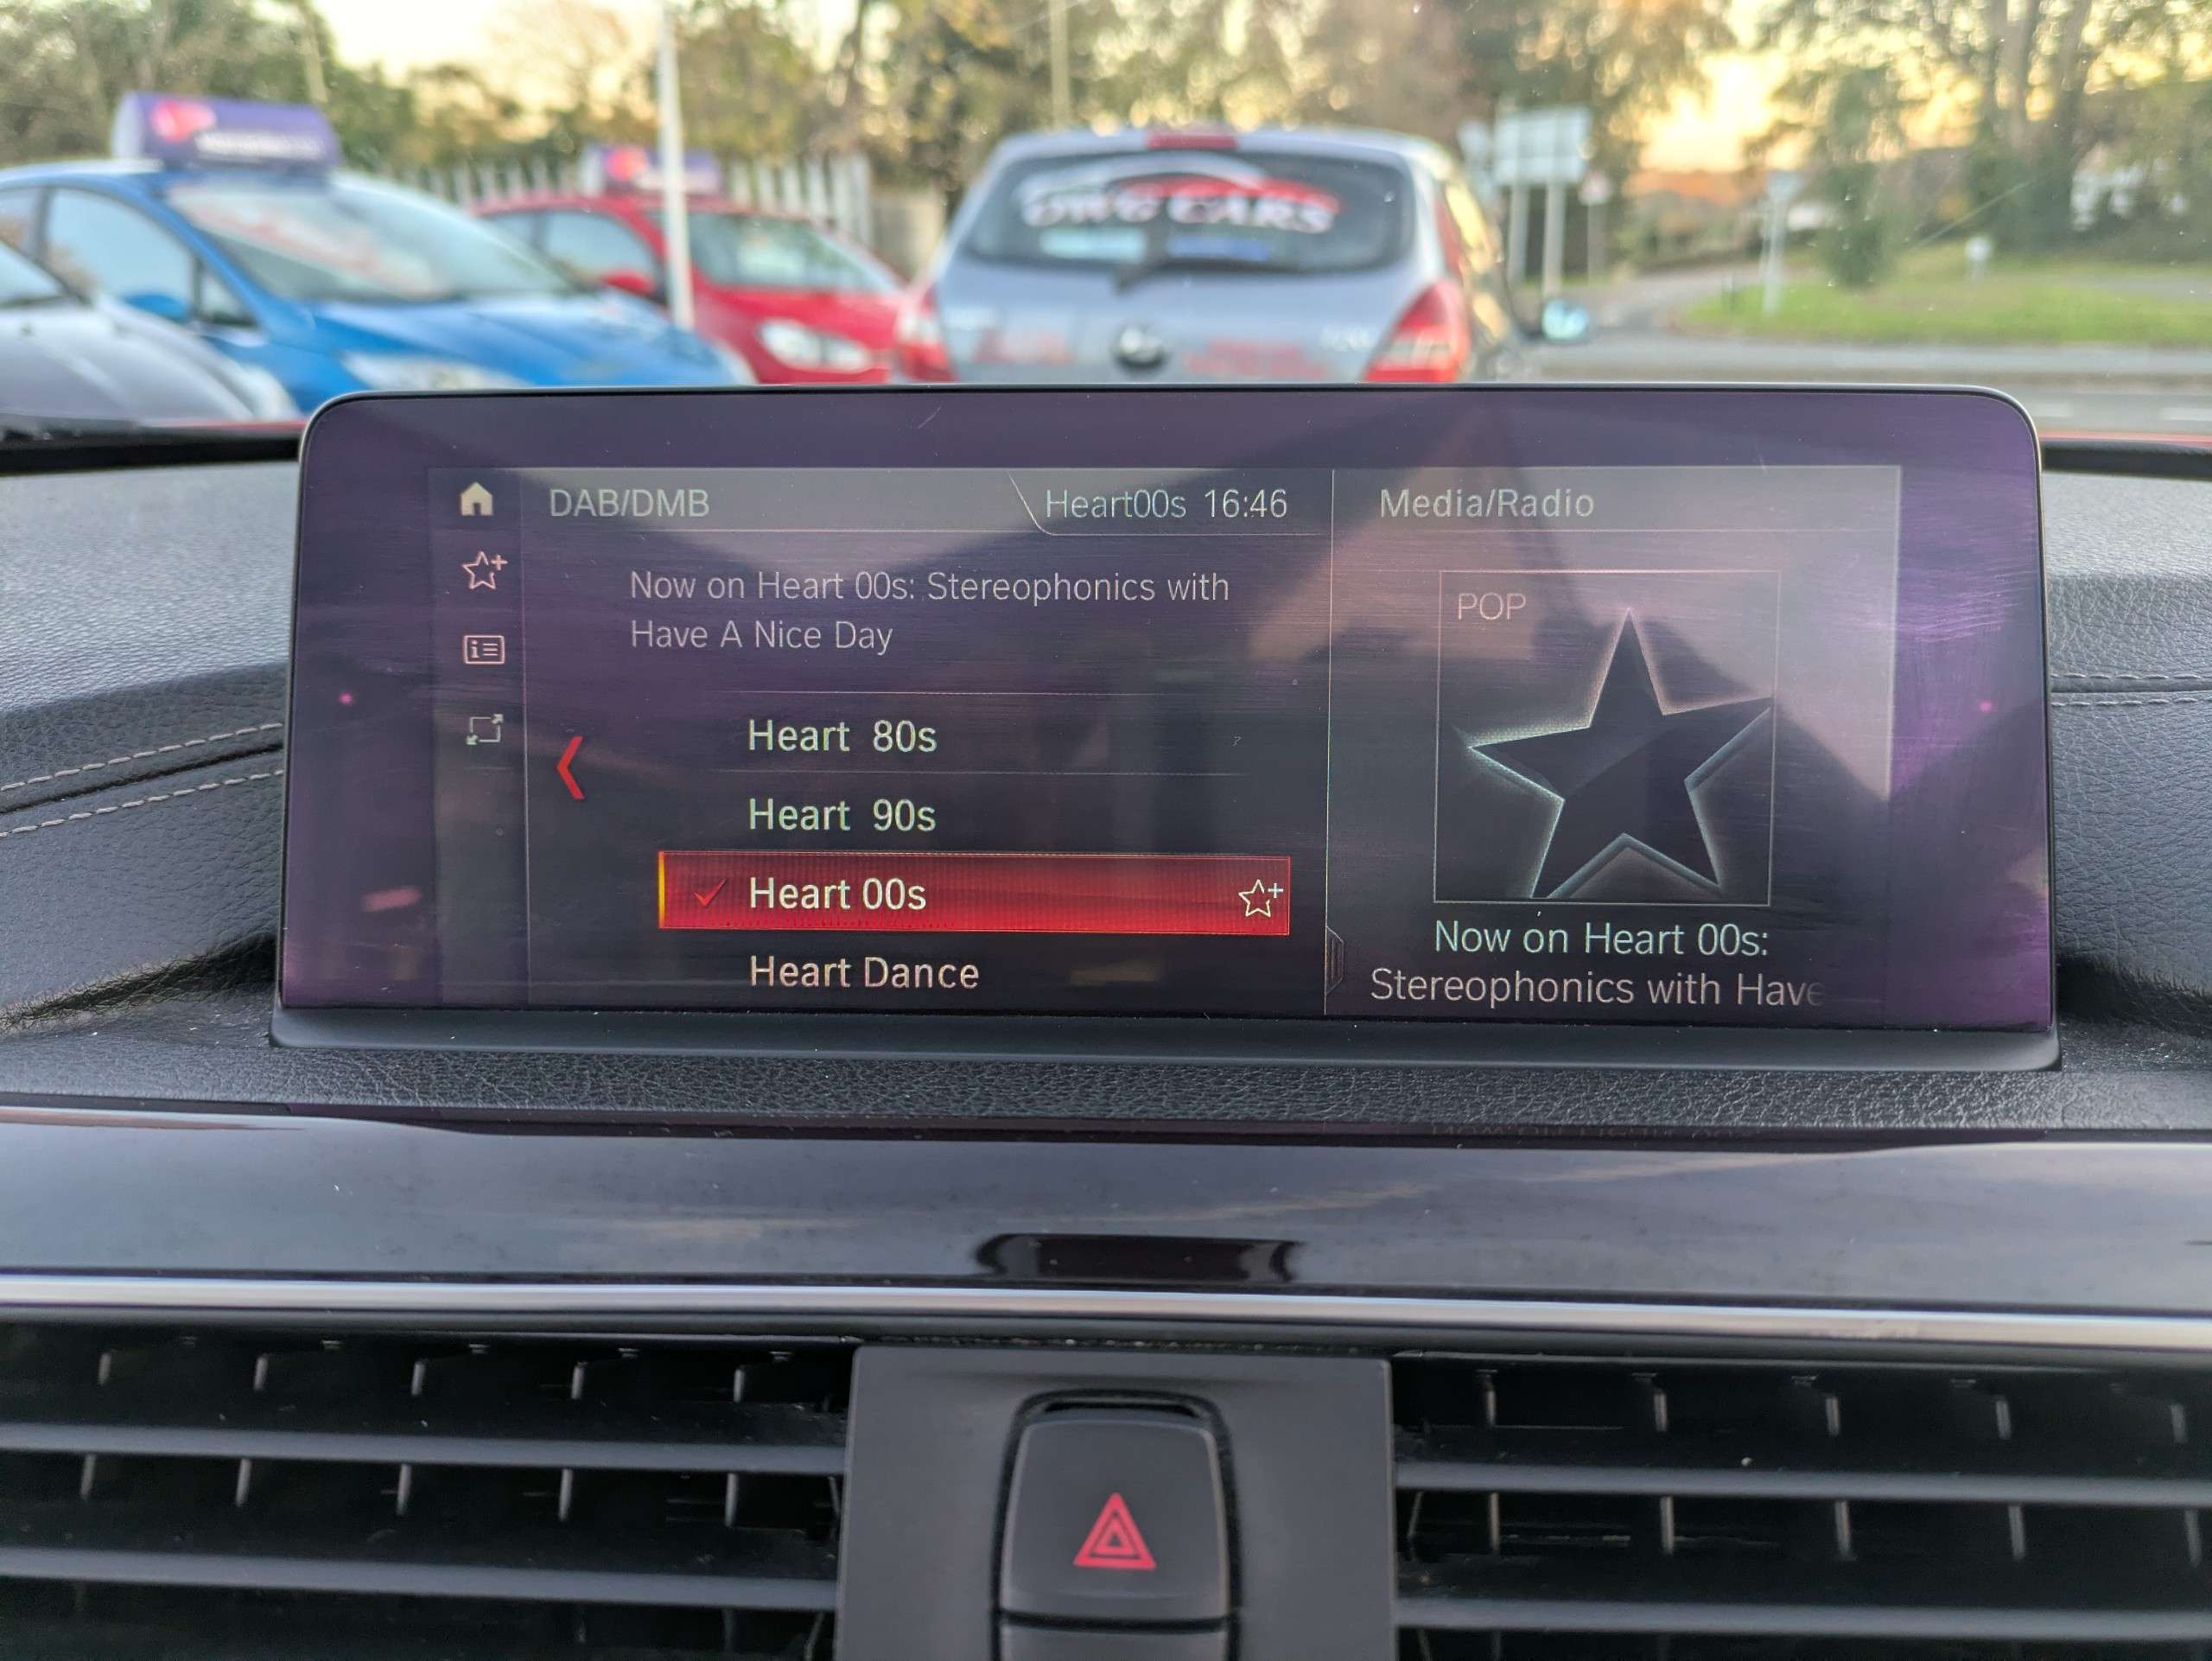 CARS
DAB/DMB
Heart00s 16:46
Media/Radio
Now on Heart 00s: Stereophonics with
Have A Nice Day
Heart 80s
Heart 90s
Heart 00s
Heart Dance
POP
Now on Heart 00s:
Stereophonics with Have